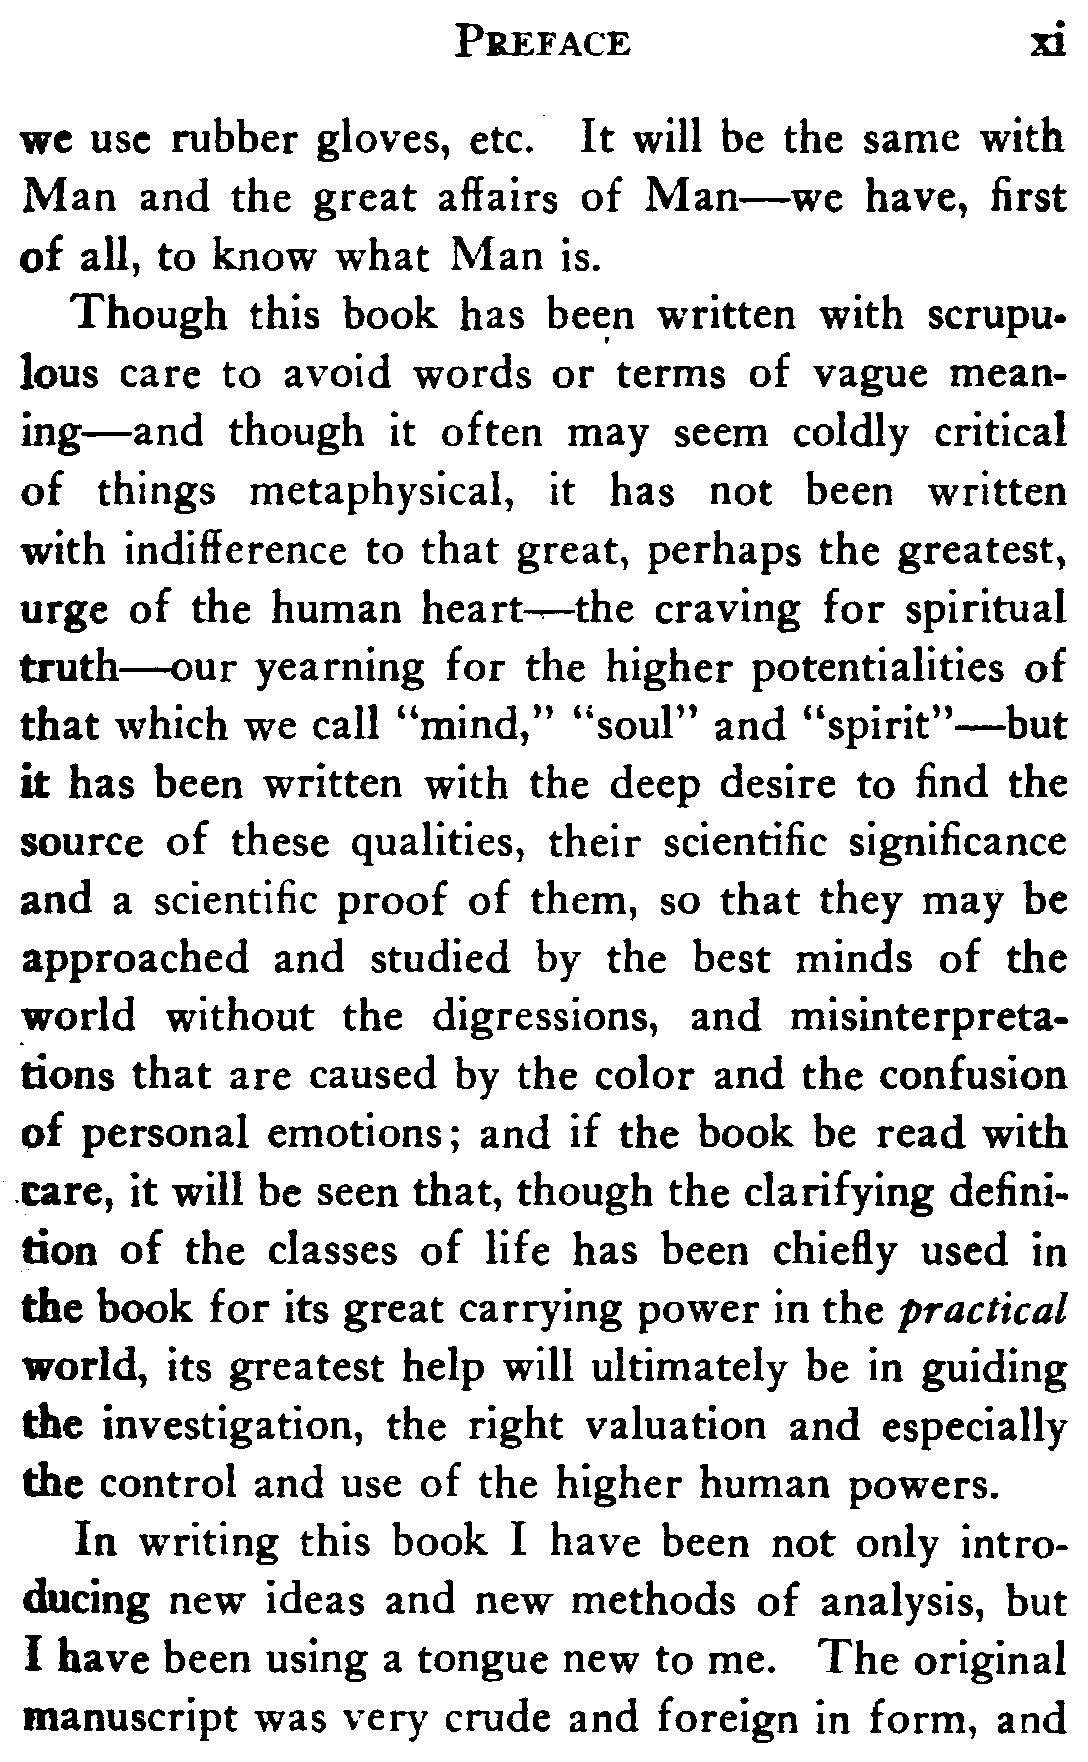 PREFACE xi
we use rubber gloves, etc. It will be the same with
Man and the great affairs of Man—we have, first
of all, to know what Man is.
Though this book has been written with scrupu-
lous care to avoid words or terms of vague mean-
ing—and though it often may seem coldly critical
of things metaphysical, it has not been written
with indifference to that great, perhaps the greatest,
urge of the human heart—the craving for spiritual
truth—our yearning for the higher potentialities of
that which we call “mind,” “soul” and “spirit”—but
it has been written with the deep desire to find the
source of these qualities, their scientific significance
and a scientific proof of them, so that they may be
approached and studied by the best minds of the
world without the digressions, and misinterpreta-
tions that are caused by the color and the confusion
of personal emotions; and if the book be read with
care, it will be seen that, though the clarifying defini-
tion of the classes of life has been chiefly used in
the book for its great carrying power in the practical
world, its greatest help will ultimately be in guiding
the investigation, the right valuation and especially
the control and use of the higher human powers.
In writing this book I have been not only intro-
ducing new ideas and new methods of analysis, but
I have been using a tongue new to me. The original
manuscript was very crude and foreign in form, and